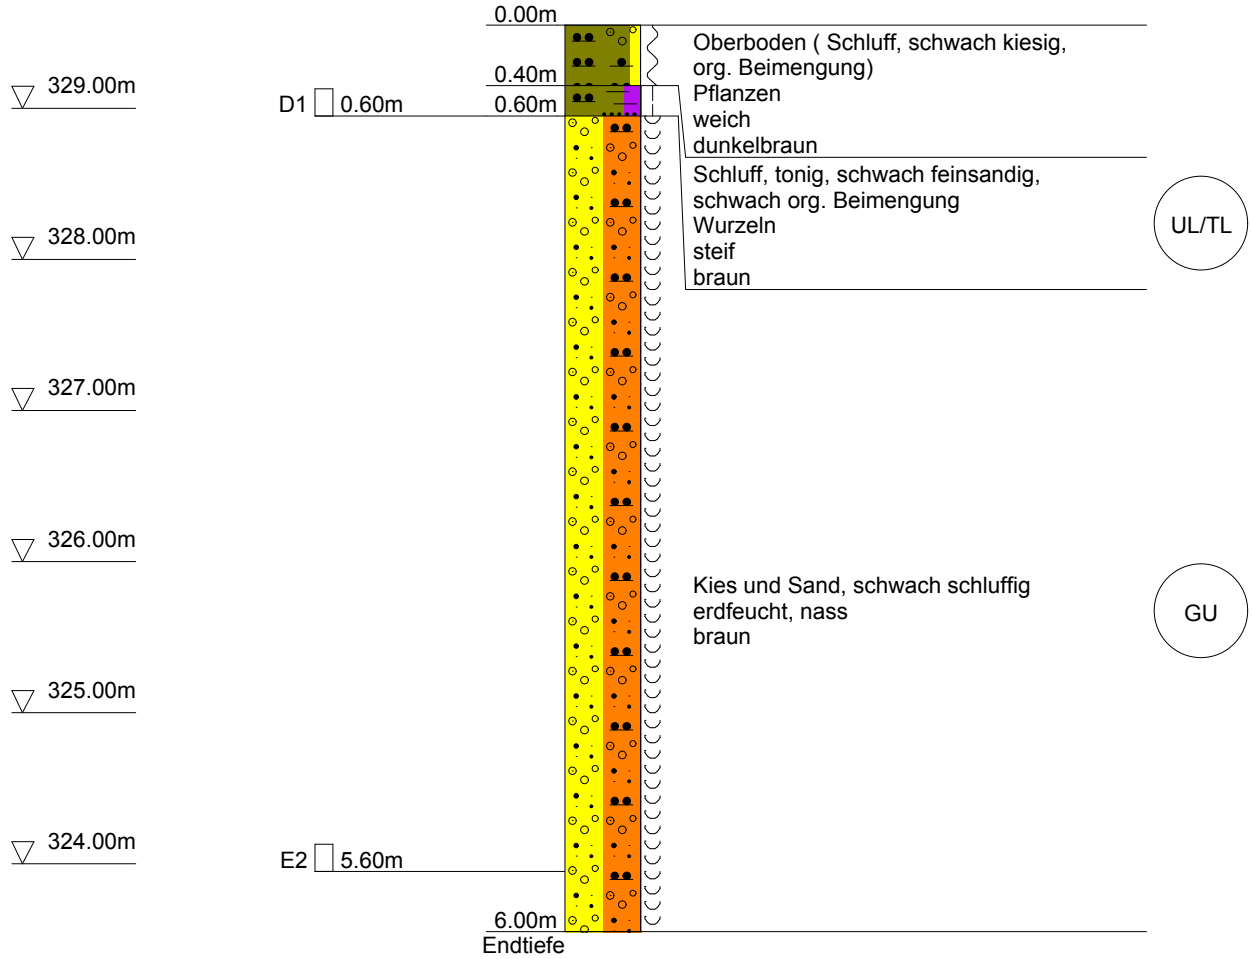 0.00m
Oberboden ( Schluff, schwach kiesig,
org. Beimengung)
Pflanzen
weich
dunkelbraun
0.40m
329.00m
D1
0.60m
0.60m
Schluff, tonig, schwach feinsandig,
schwach org. Beimengung
Wurzeln
steif
braun
UL/TL
328.00m
327.00m
326.00m
Kies und Sand, schwach schluffig
erdfeucht, nass
braun
GU
325.00m
324.00m
E2
5.60m
6.00m
Endtiefe